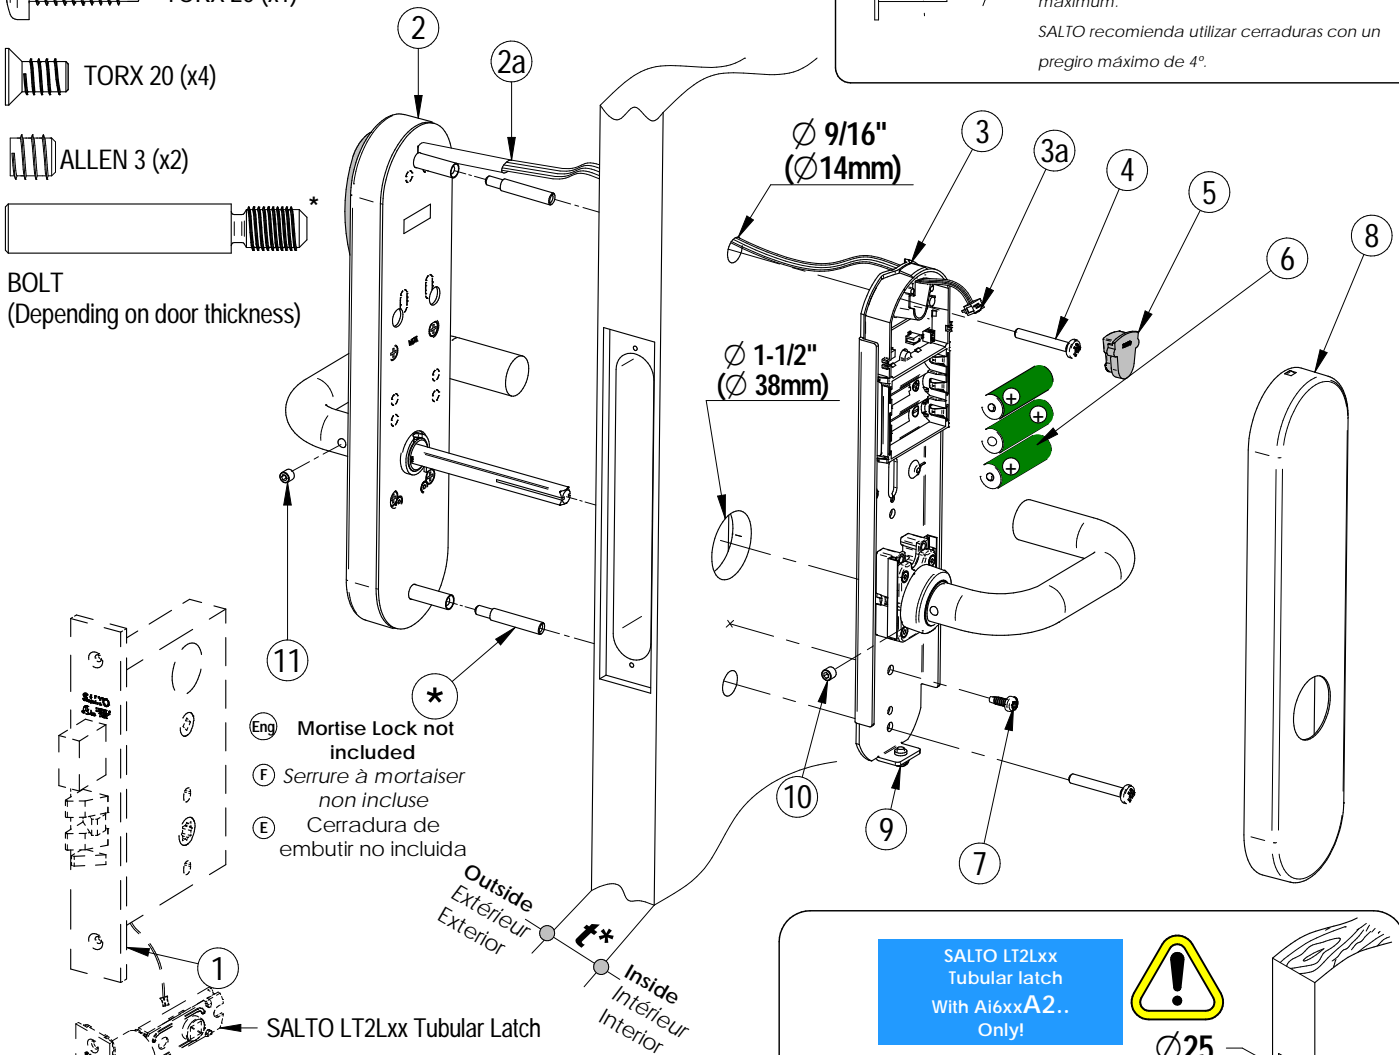 maximum.
SALTO recomienda utilizar cerraduras con un
pregiro máximo de 4º.
TORX 20 (x4)
ALLEN 3 (x2)
*
BOLT
(Depending on door thickness)
2
2a
Ø 9/16"
(Ø14mm)
3
3a
4
5
6
8
Ø 1-1/2"
(Ø 38mm)
11
*
10
9
7
SALTO
Eng Mortise Lock not
included
F Serrure à mortaiser
non incluse
E Cerradura de
embutir no incluida
Outside
Extérieur
Exterior
t*
Inside
Intérieur
Interior
1
SALTO LT2Lxx Tubular Latch
SALTO LT2Lxx
Tubular latch
With Ai6xxA2..
Only!
!
Ø25